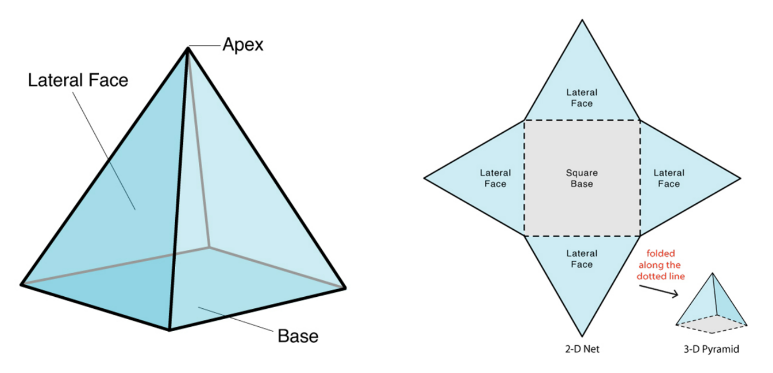 Apex
Lateral Face
Base
Lateral
Face
Lateral
Face
Square
Base
Lateral
Face
Lateral
Face
folded
along the
dotted line
2-D Net
3-D Pyramid